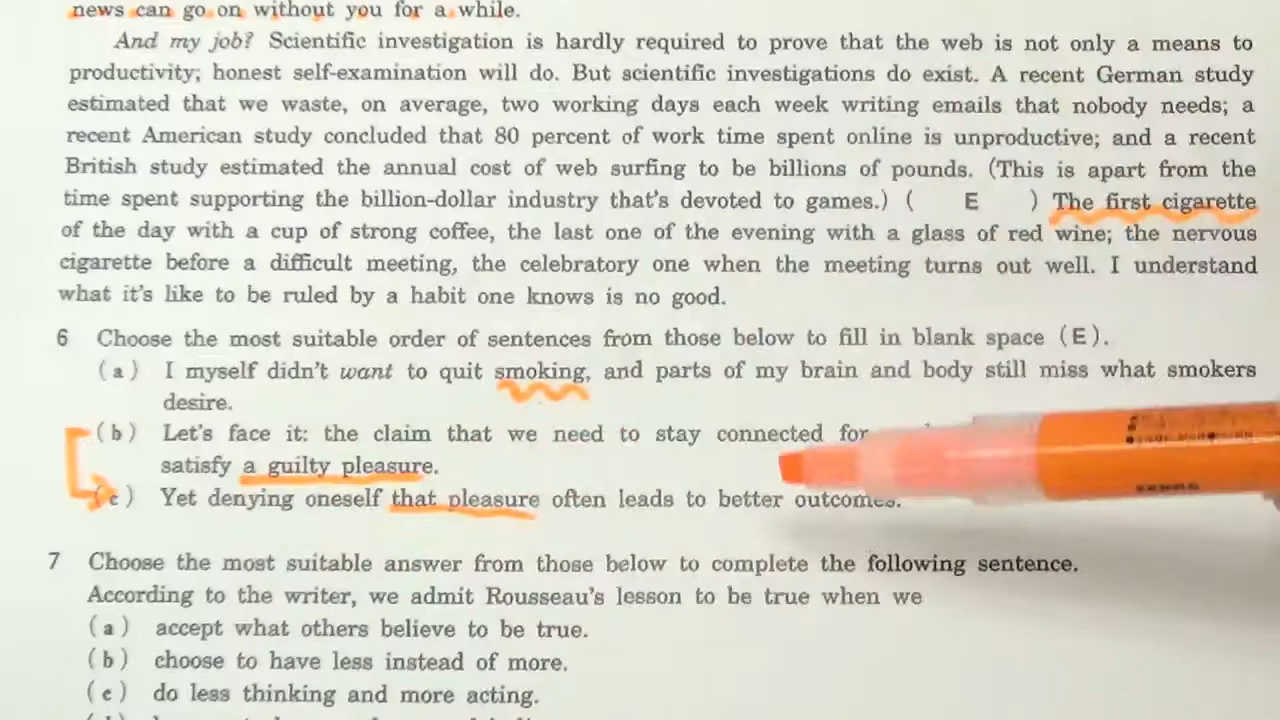 news can go on without you for a while.
And my job? Scientific investigation is hardly required to prove that the web is not only a means to
productivity; honest self-examination will do. But scientific investigations do exist. A recent German study
estimated that we waste, on average, two working days each week writing emails that nobody needs; a
recent American study concluded that 80 percent of work time spent online is unproductive; and a recent
British study estimated the annual cost of web surfing to be billions of pounds. (This is apart from the
time spent supporting the billion-dollar industry that's devoted to games.) ( E ) The first cigarette
of the day with a cup of strong coffee, the last one of the evening with a glass of red wine; the nervous
cigarette before a difficult meeting, the celebratory one when the meeting turns out well. I understand
what it's like to be ruled by a habit one knows is no good.
6 Choose the most suitable order of sentences from those below to fill in blank space (E).
(a) I myself didn't want to quit smoking, and parts of my brain and body still miss what smokers
desire.
(b) Let's face it: the claim that we need to stay connected for
satisfy a guilty pleasure.
(c) Yet denying oneself that pleasure often leads to better outcomes.
7 Choose the most suitable answer from those below to complete the following sentence.
According to the writer, we admit Rousseau's lesson to be true when we
(a) accept what others believe to be true.
(b) choose to have less instead of more.
(c) do less thinking and more acting.
ZEBRA